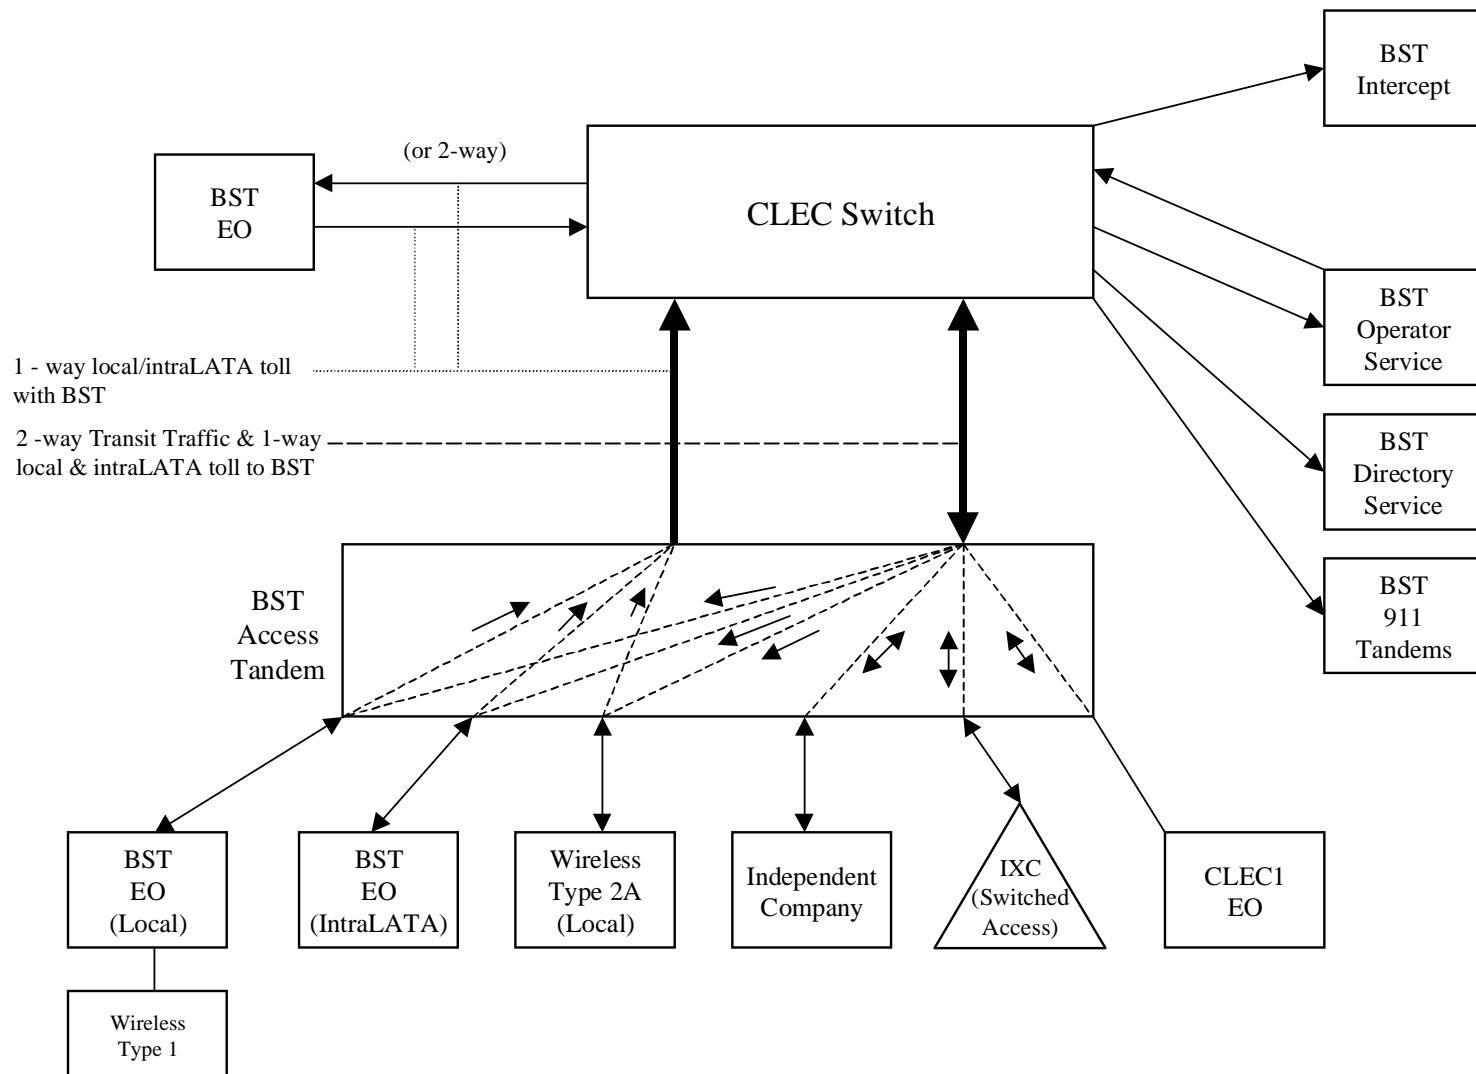 BST
Intercept
(or 2-way)
BST
EO
CLEC Switch
BST
Operator
Service
1 - way local/intraLATA toll
with BST
2 -way Transit Traffic & 1-way
local & intraLATA toll to BST
BST
Directory
Service
BST
Access
Tandem
BST
911
Tandems
BST
EO
(Local)
BST
EO
(IntraLATA)
Wireless
Type 2A
(Local)
Independent
Company
IXC
(Switched
Access)
CLEC1
EO
Wireless
Type 1